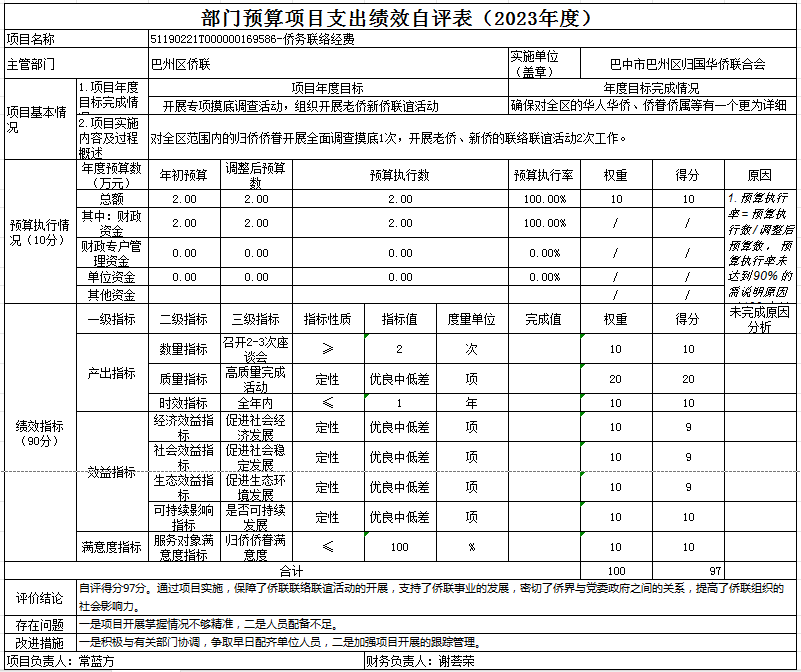 部门预算项目支出绩效自评表（2023年度）
项目名称 51190221T000000169586-侨务联络经费
主管部门 巴州区侨联 实施单位（盖章） 巴中市巴州区归国华侨联合会
项目基本情况 1.项目年度目标完成情 项目年度目标 年度目标完成情况
开展专项摸底调查活动，组织开展老侨新侨联谊活动 确保对全区的华人华侨、侨眷侨属等有一个更为详细
2.项目实施内容及过程概述 对全区范围内的归侨侨眷开展全面调查摸底1次，开展老侨、新侨的联络联谊活动2次工作。
预算执行情况（10分） 年度预算数（万元） 年初预算 调整后预算数 预算执行数 预算执行率 权重 得分 原因
总额 2.00 2.00 2.00 100.00% 10 10 1.预算执行率=预算执行数/调整后预算数，预算执行率未达到90%的需说明原因
其中：财政资金 2.00 2.00 2.00 100.00% / /
财政专户管理资金 0.00 0.00 0.00 0.00% / /
单位资金 0.00 0.00 0.00 0.00% / /
其他资金 / /
绩效指标（90分） 一级指标 二级指标 三级指标 指标性质 指标值 度量单位 完成值 权重 得分 未完成原因分析
产出指标 数量指标 召开2-3次座谈会 ≥ 2 次 10 10
质量指标 高质量完成活动 定性 优良中低差 项 20 20
时效指标 全年内 ≤ 1 年 10 10
效益指标 经济效益指标 促进社会经济发展 定性 优良中低差 项 10 9
社会效益指标 促进社会稳定发展 定性 优良中低差 项 10 9
生态效益指标 促进生态环境发展 定性 优良中低差 项 10 9
可持续影响指标 是否可持续发展 定性 优良中低差 项 10 10
满意度指标 服务对象满意度指标 归侨侨眷满意度 ≤ 100 % 10 10
合计 100 97
评价结论 自评得分97分。通过项目实施，保障了侨联联络联谊活动的开展，支持了侨联事业的发展，密切了侨界与党委政府之间的关系，提高了侨联组织的
社会影响力。
存在问题 一是项目开展掌握情况不够精准，二是人员配备不足。
改进措施 一是积极与有关部门协调，争取早日配齐单位人员，二是加强项目开展的跟踪管理。
项目负责人：常蓝方 财务负责人：谢荟荣